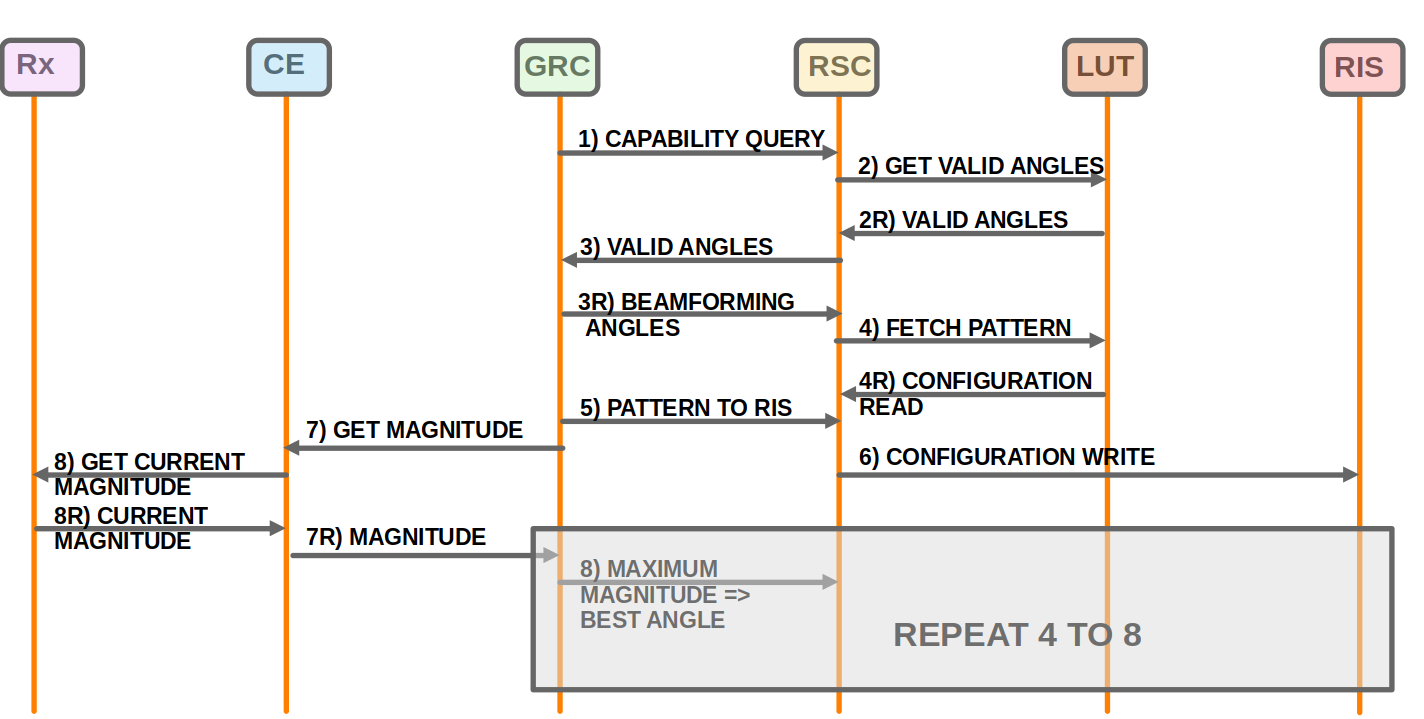 Rx
CE
GRC
RSC
LUT
RIS
1) CAPABILITY QUERY
2) GET VALID ANGLES
2R) VALID ANGLES
3) VALID ANGLES
3R) BEAMFORMING
ANGLES
4) FETCH PATTERN
4R) CONFIGURATION
READ
5) PATTERN TO RIS
7) GET MAGNITUDE
6) CONFIGURATION WRITE
8) GET CURRENT
MAGNITUDE
8R) CURRENT
MAGNITUDE
7R) MAGNITUDE
8) MAXIMUM
MAGNITUDE =>
BEST ANGLE
REPEAT 4 TO 8